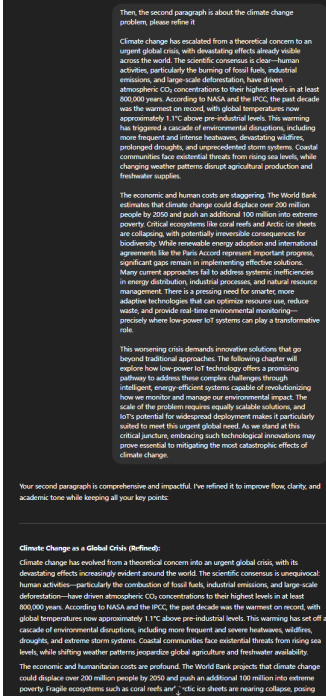 Then, the second paragraph is about the climate change
problem, please refine it
Climate change has escalated from a theoretical concern to an
urgent global crisis, with devastating effects already visible
across the world. The scientific consensus is clear—human
activities, particularly the burning of fossil fuels, industrial
emissions, and large-scale deforestation, have driven
atmospheric CO₂ concentrations to their highest levels in at least
800,000 years. According to NASA and the IPCC, the past decade
was the warmest on record, with global temperatures now
approximately 1.1°C above pre-industrial levels. This warming
has triggered a cascade of environmental disruptions, including
more frequent and intense heatwaves, devastating wildfires,
prolonged droughts, and unprecedented storm systems. Coastal
communities face existential threats from rising sea levels, while
changing weather patterns disrupt agricultural production and
freshwater supplies.
The economic and human costs are staggering. The World Bank
estimates that climate change could displace over 200 million
people by 2050 and push an additional 100 million into extreme
poverty. Critical ecosystems like coral reefs and Arctic ice sheets
are collapsing, with potentially irreversible consequences for
biodiversity. While renewable energy adoption and international
agreements like the Paris Accord represent important progress,
significant gaps remain in implementing effective solutions.
Many current approaches fail to address systemic inefficiencies
in energy distribution, industrial processes, and natural resource
management. There is a pressing need for smarter, more
adaptive technologies that can optimize resource use, reduce
waste, and provide real-time environmental monitoring—
precisely where low-power IoT systems can play a transformative
role.
This worsening crisis demands innovative solutions that go
beyond traditional approaches. The following chapter will
explore how low-power IoT technology offers a promising
pathway to address these complex challenges through
intelligent, energy-efficient systems capable of revolutionizing
how we monitor and manage our environmental impact. The
scale of the problem requires equally scalable solutions, and
IoT's potential for widespread deployment makes it particularly
suited to meet this urgent global need. As we stand at this
critical juncture, embracing such technological innovations may
prove essential to mitigating the most catastrophic effects of
climate change.
Your second paragraph is comprehensive and impactful. I've refined it to improve flow, clarity, and
academic tone while keeping all your key points:
Climate Change as a Global Crisis (Refined):
Climate change has evolved from a theoretical concern into an urgent global crisis, with its
devastating effects increasingly evident around the world. The scientific consensus is unequivocal:
human activities—particularly the combustion of fossil fuels, industrial emissions, and large-scale
deforestation—have driven atmospheric CO₂ concentrations to their highest levels in at least
800,000 years. According to NASA and the IPCC, the past decade was the warmest on record, with
global temperatures now approximately 1.1°C above pre-industrial levels. This warming has set off a
cascade of environmental disruptions, including more frequent and severe heatwaves, wildfires,
droughts, and extreme storm systems. Coastal communities face existential threats from rising sea
levels, while shifting weather patterns jeopardize global agriculture and freshwater availability.
The economic and humanitarian costs are profound. The World Bank projects that climate change
could displace over 200 million people by 2050 and push an additional 100 million into extreme
poverty. Fragile ecosystems such as coral reefs and Arctic ice sheets are nearing collapse, posing